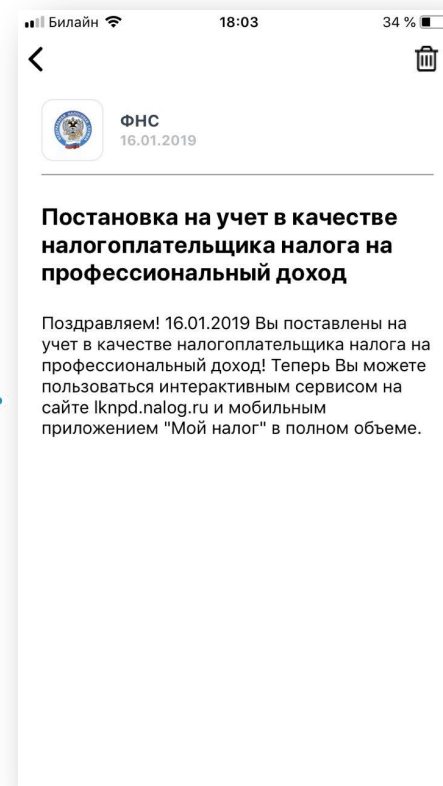 Билайн 18:03 34 %
ФНС
16.01.2019
Постановка на учет в качестве
налогоплательщика налога на
профессиональный доход
Поздравляем! 16.01.2019 Вы поставлены на
учет в качестве налогоплательщика налога на
профессиональный доход! Теперь Вы можете
пользоваться интерактивным сервисом на
сайте lknpd.nalog.ru и мобильным
приложением "Мой налог" в полном объеме.